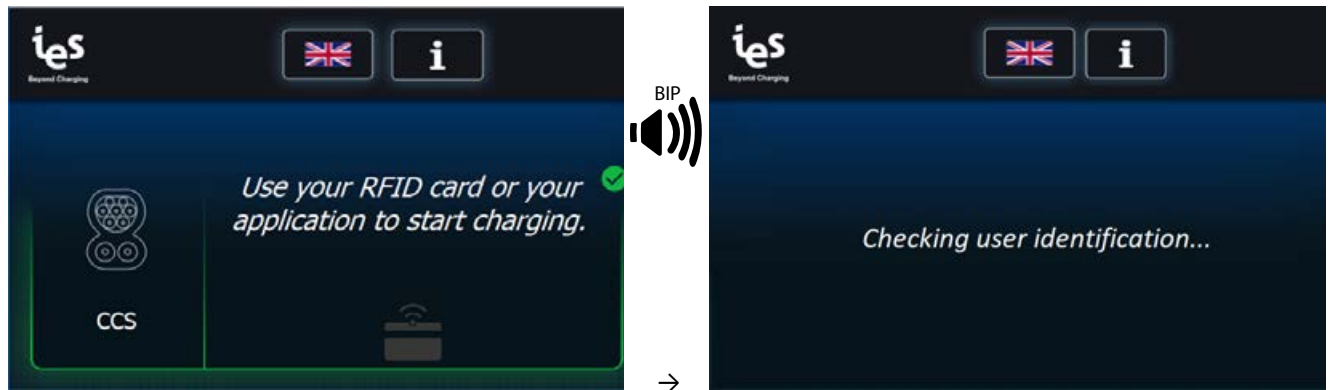 ies
Beyond Charging
i
Use your RFID card or your
application to start charging.
CCS
BIP
→
ies
Beyond Charging
i
Checking user identification...